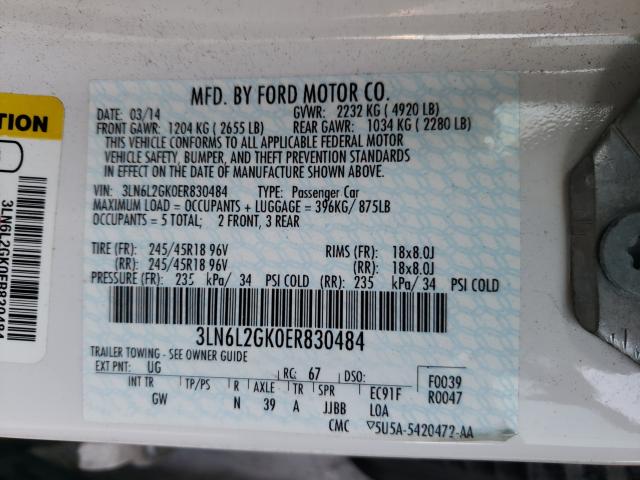 MFD. BY FORD MOTOR CO.
DATE: 03/14 GVWR: 2232 KG ( 4920 LB)
FRONT GAWR: 1204 KG ( 2655 LB) REAR GAWR: 1034 KG ( 2280 LB)
THIS VEHICLE CONFORMS TO ALL APPLICABLE FEDERAL MOTOR
VEHICLE SAFETY, BUMPER, AND THEFT PREVENTION STANDARDS
IN EFFECT ON THE DATE OF MANUFACTURE SHOWN ABOVE.
VIN: 3LN6L2GK0ER830484 TYPE: Passenger Car
MAXIMUM LOAD = OCCUPANTS + LUGGAGE = 396KG/ 875LB
OCCUPANTS = 5 TOTAL; 2 FRONT, 3 REAR
TIRE (FR): 245/45R18 96V RIMS (FR): 18x8.0J
(RR): 245/45R18 96V (RR): 18x8.0J
PRESSURE (FR): 235 kPa/ 34 PSI COLD (RR): 235 kPa/ 34 PSI COLD
3LN6L2GK0ER830484
TRAILER TOWING - SEE OWNER GUIDE
EXT PNT: UG RC: 67 DSO: F0039
INT TR TP/PS R AXLE TR SPR EC91F R0047
GW N 39 A JJBB LOA
CMC 5U5A-5420472-AA
TION
3LN6L2GK0ER830484